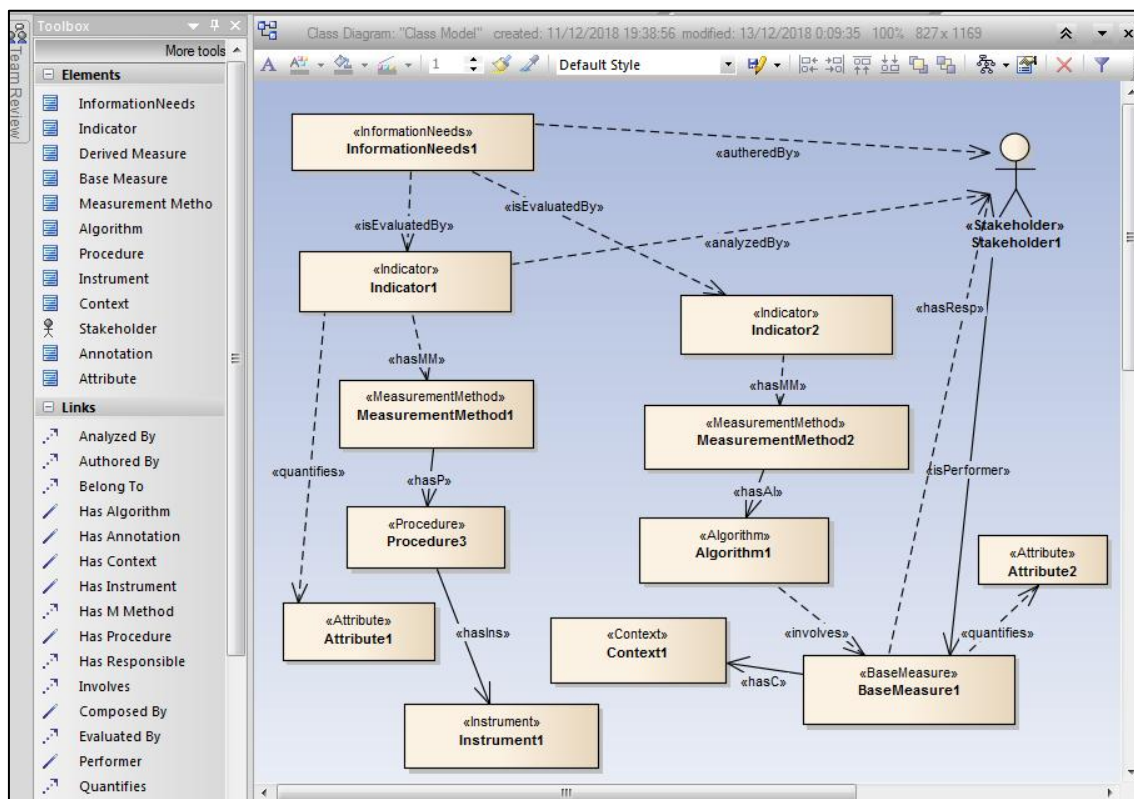 Toolbox
More tools
Team Review
Elements
InformationNeeds
Indicator
Derived Measure
Base Measure
Measurement Metho
Algorithm
Procedure
Instrument
Context
Stakeholder
Annotation
Attribute
Links
Analyzed By
Authored By
Belong To
Has Algorithm
Has Annotation
Has Context
Has Instrument
Has M Method
Has Procedure
Has Responsible
Involves
Composed By
Evaluated By
Performer
Quantifies
Class Diagram: "Class Model" created: 11/12/2018 19:38:56 modified: 13/12/2018 0:09:35 100% 827 x 1169
A
1
Default Style
«InformationNeeds»
InformationNeeds1
«autheredBy»
«Stakeholder»
Stakeholder1
«isEvaluatedBy»
«isEvaluatedBy»
«analyzedBy»
«Indicator»
Indicator1
«Indicator»
Indicator2
«hasResp»
«hasMM»
«hasMM»
«MeasurementMethod»
MeasurementMethod1
«MeasurementMethod»
MeasurementMethod2
«quantifies»
«hasP»
«isPerformer»
«hasAl»
«Procedure»
Procedure3
«Algorithm»
Algorithm1
«Attribute»
Attribute2
«Attribute»
Attribute1
«hasIns»
«involves»
«quantifies»
«Context»
Context1
«hasC»
«BaseMeasure»
BaseMeasure1
«Instrument»
Instrument1